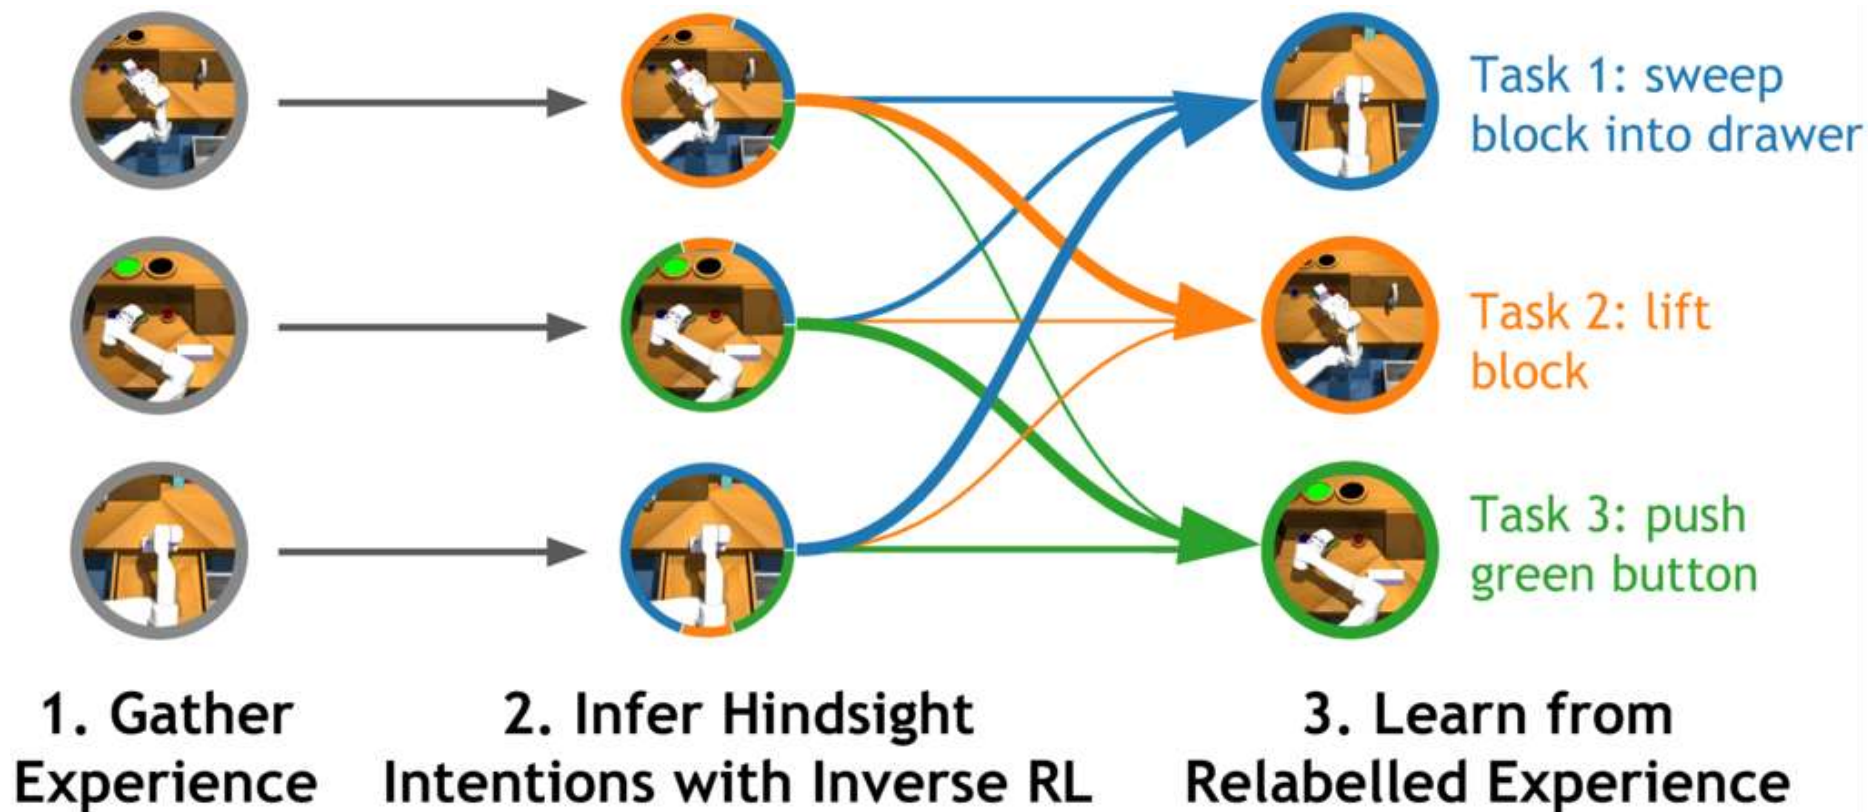 Task 1: sweep
block into drawer
Task 2: lift
block
Task 3: push
green button
1. Gather
Experience
2. Infer Hindsight
Intentions with Inverse RL
3. Learn from
Relabelled Experience